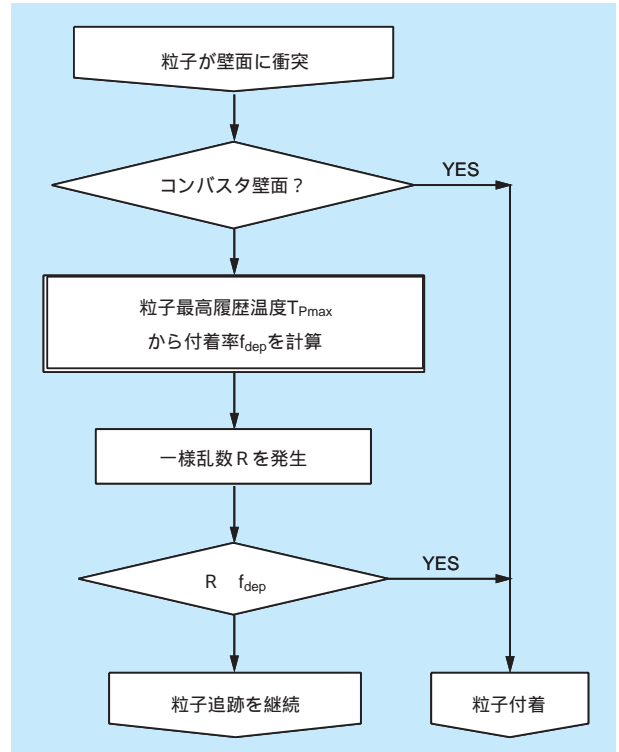 粒子が壁面に衝突
コンバスタ壁面？
YES
粒子最高履歴温度TPmax
から付着率fdepを計算
一様乱数Rを発生
R fdep
YES
粒子追跡を継続
粒子付着